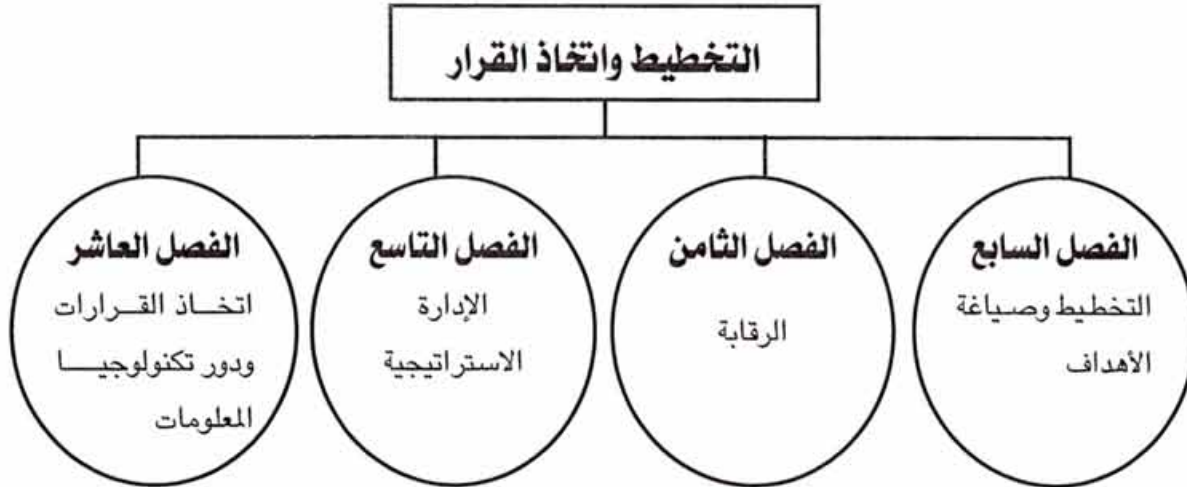 التخطيط واتخاذ القرار
الفصل السابع
التخطيط وصياغة
الأهداف
الفصل الثامن
الرقابة
الفصل التاسع
الإدارة
الاستراتيجية
الفصل العاشر
اتخاذ القرارات
ودور تكنولوجيا
المعلومات